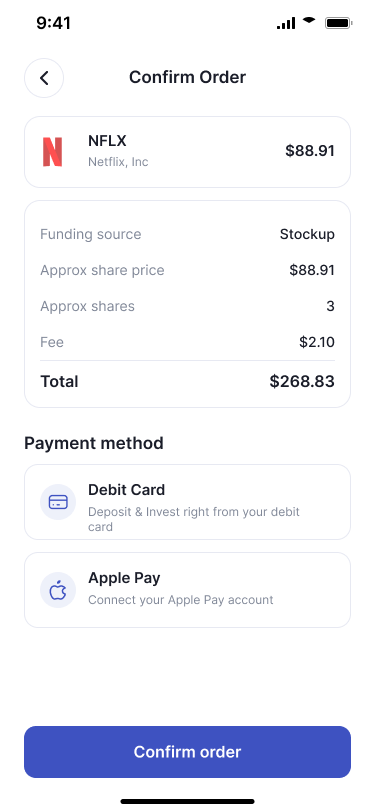 9:41
Confirm Order
NFLX
Netflix, Inc
$88.91
Funding source Stockup
Approx share price $88.91
Approx shares 3
Fee $2.10
Total $268.83
Payment method
Debit Card
Deposit & Invest right from your debit
card
Apple Pay
Connect your Apple Pay account
Confirm order